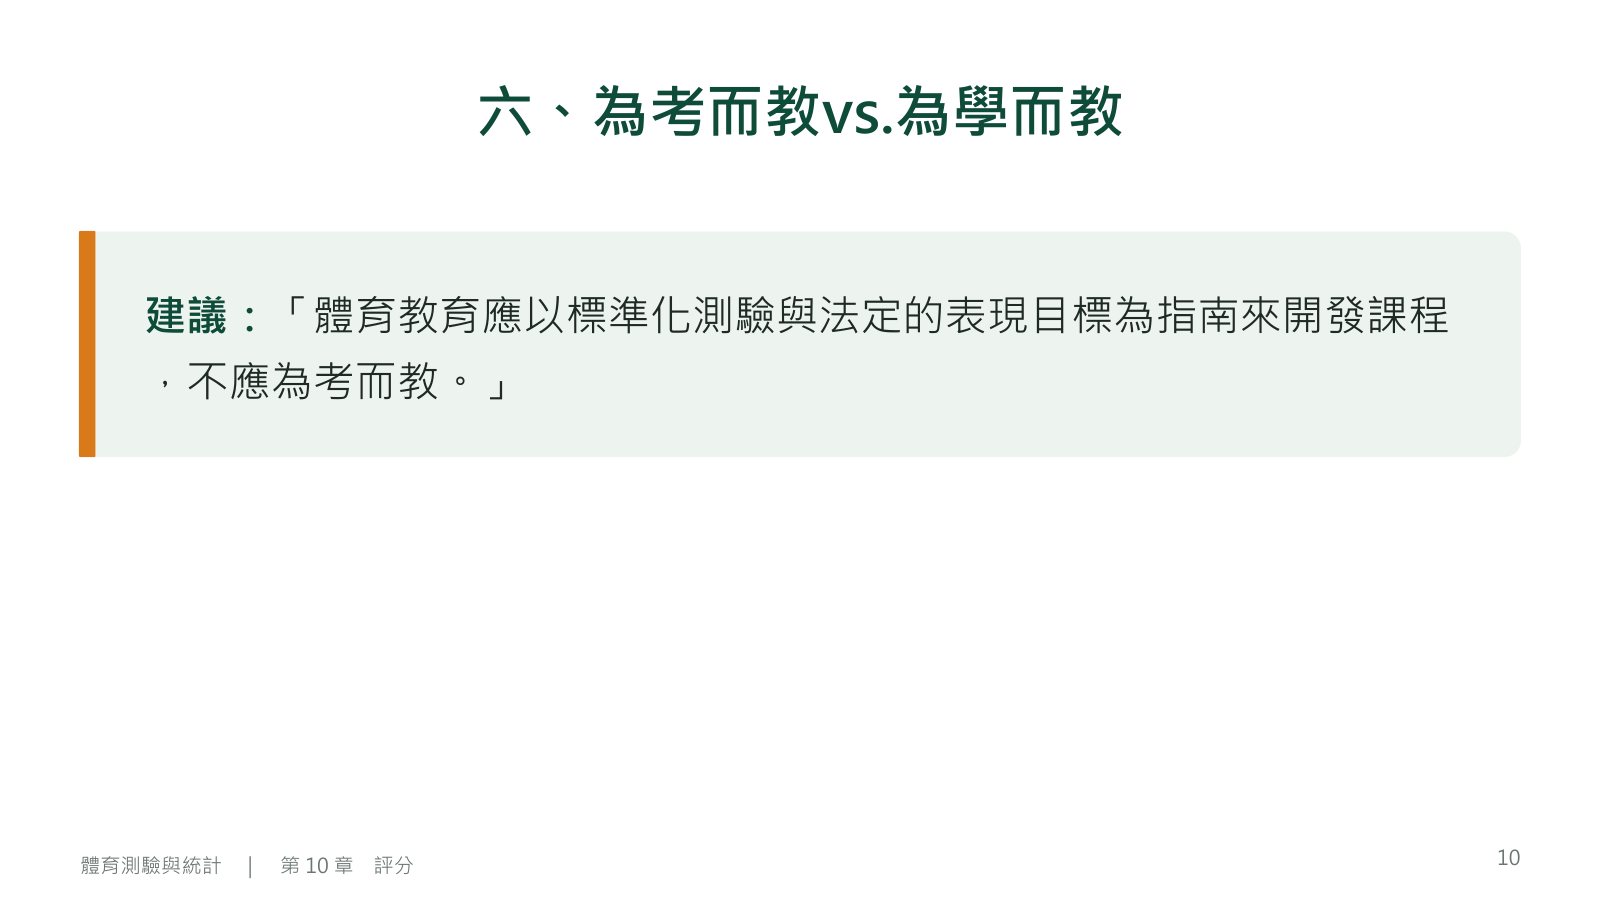 六、為考而教vs.為學而教
建議：「體育教育應以標準化測驗與法定的表現目標為指南來開發課程
，不應為考而教。」
體育測驗與統計　|　第 10 章　評分
10